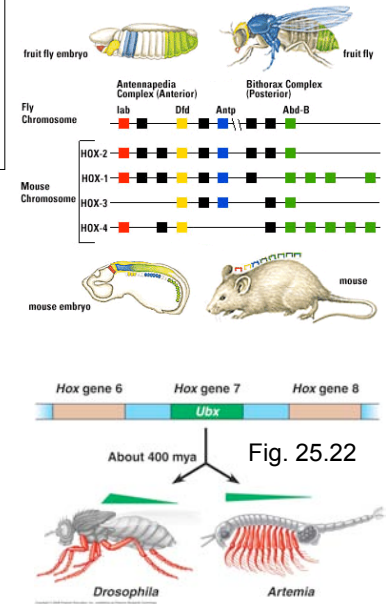 fruit fly embryo
fruit fly
Antennapedia
Complex (Anterior)
Bithorax Complex
(Posterior)
Fly
Chromosome
lab
Dfd
Antp
Abd-B
HOX-2
HOX-1
Mouse
Chromosome
HOX-3
HOX-4
mouse embryo
mouse
Hox gene 6
Hox gene 7
Hox gene 8
Ubx
About 400 mya
Fig. 25.22
Drosophila
Artemia